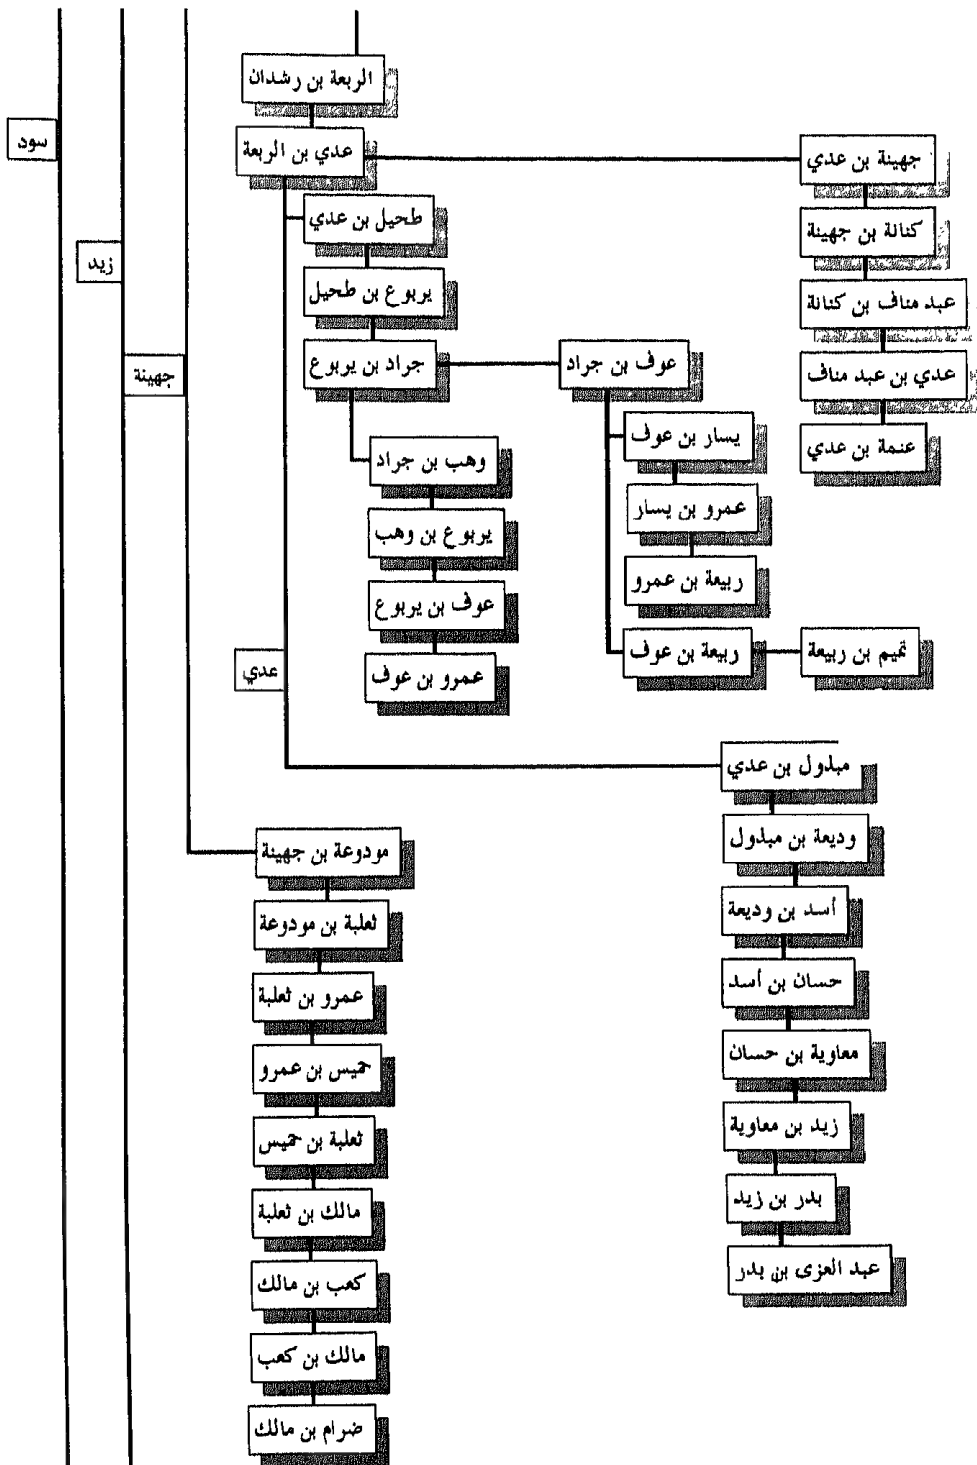 الربعة بن رشدان
سود
عدي بن الربعة
جهينة بن عدي
طحيل بن عدي
كنانة بن جهينة
زيد
يربوع بن طحيل
عبد مناف بن كنانة
جراد بن يربوع
عوف بن جراد
عدي بن عبد مناف
جهينة
وهب بن جراد
يسار بن عوف
عنمة بن عدي
يربوع بن وهب
عمرو بن يسار
عوف بن يربوع
ربيعة بن عمرو
عدي
عمرو بن عوف
ربيعة بن عوف
تميم بن ربيعة
مبذول بن عدي
مودوعة بن جهينة
وديعة بن مبذول
ثعلبة بن مودوعة
أسد بن وديعة
عمرو بن ثعلبة
حسان بن أسد
حميس بن عمرو
معاوية بن حسان
ثعلبة بن حميس
زيد بن معاوية
مالك بن ثعلبة
بدر بن زيد
كعب بن مالك
عبد العزى بن بدر
مالك بن كعب
ضرام بن مالك